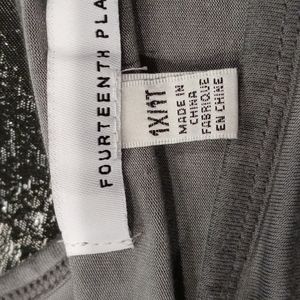 FOURTEENTH PLA
1X/1T
MADE IN
CHINA
FABRIQUE
EN CHINE